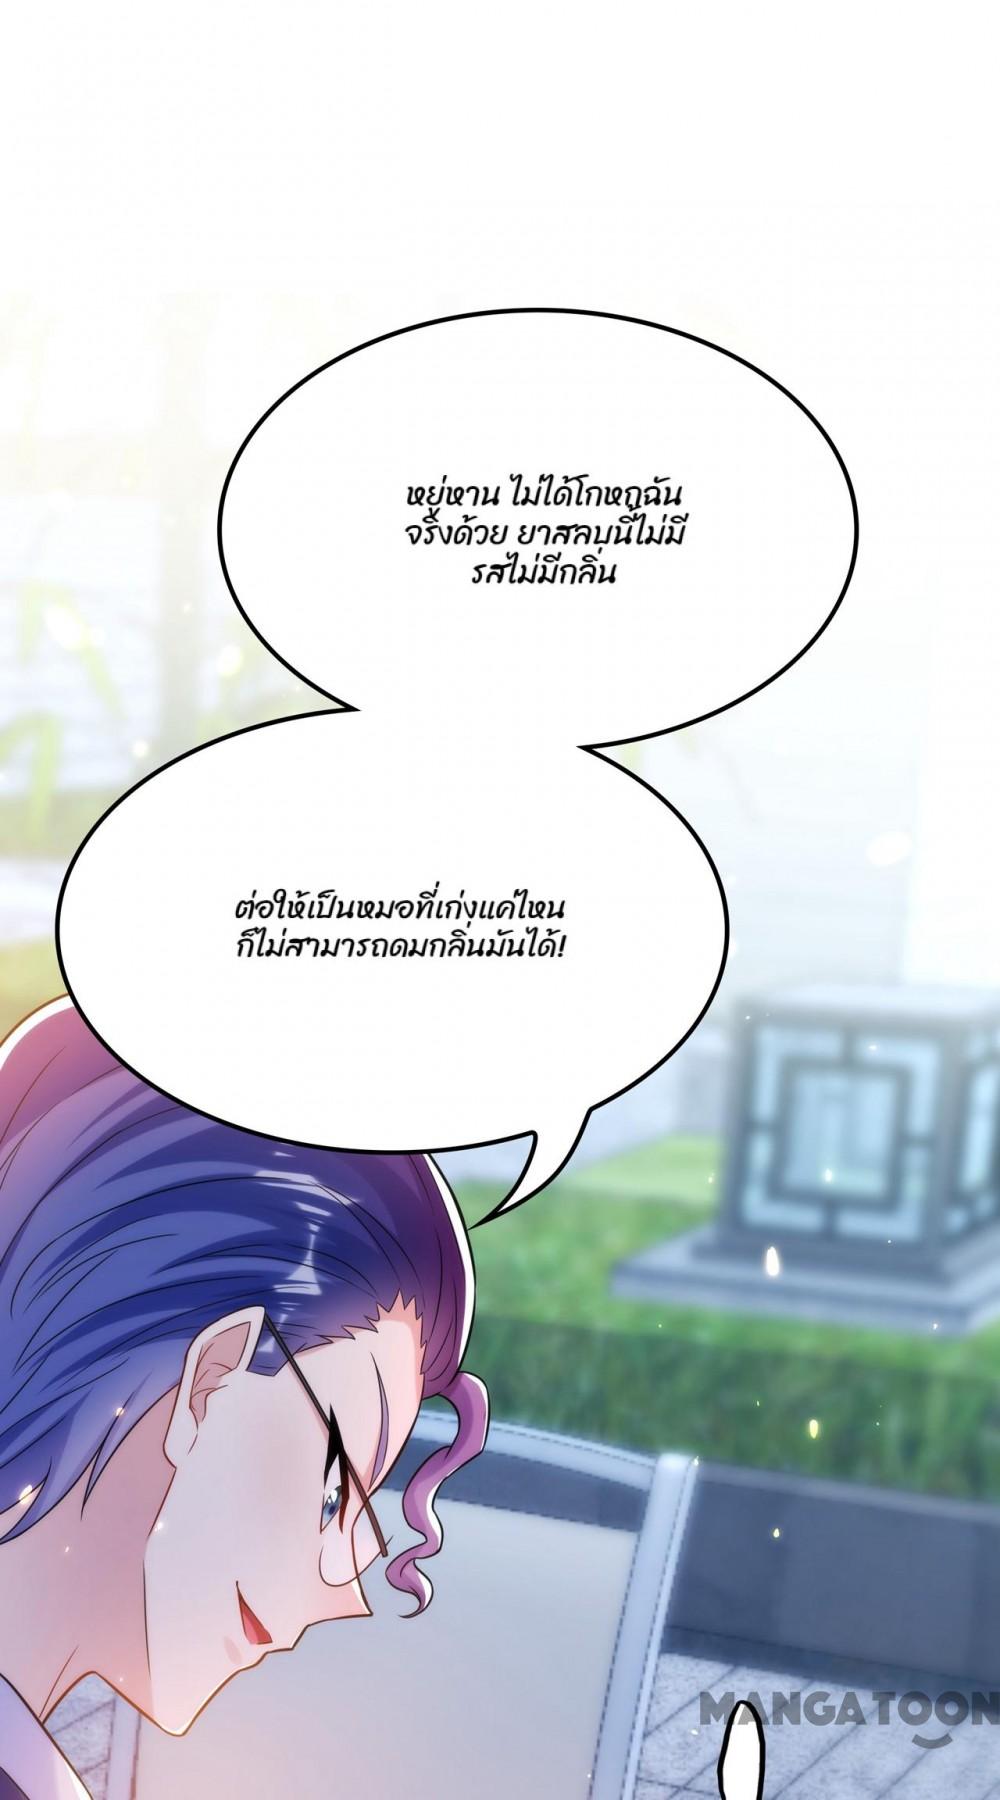 หยู่หาน ไม่ได้โกหกฉัน
จริงด้วย ยาสลบนี้ไม่มี
รสไม่มีกลิ่น
ต่อให้เป็นหมอที่เก่งแค่ไหน
ก็ไม่สามารถดมกลิ่นมันได้!
MANGATOON